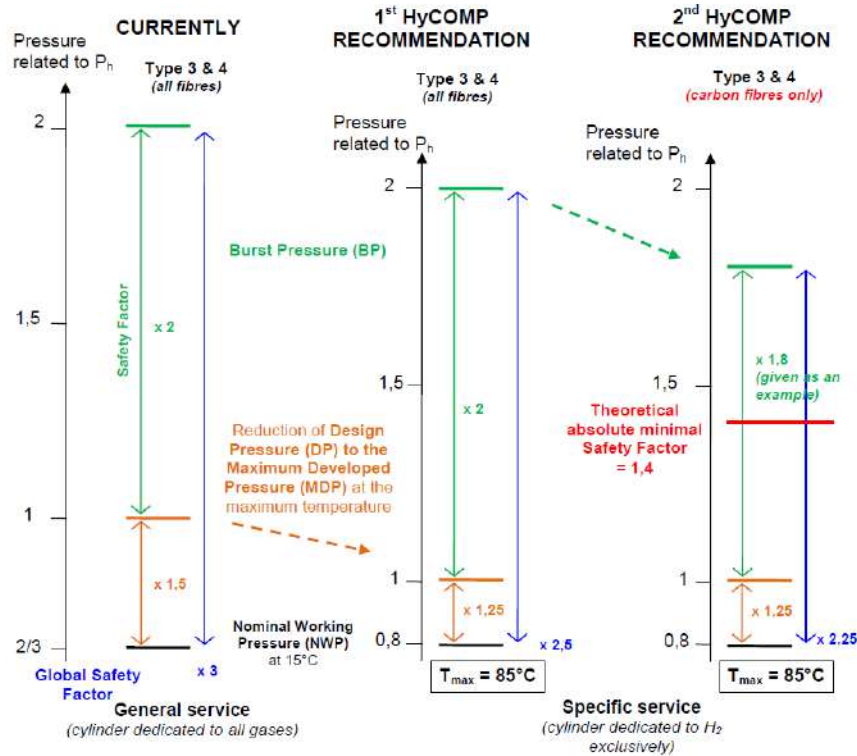 CURRENTLY
Pressure
related to Ph
Type 3 & 4
(all fibres)
2
1,5
1
2/3
Safety Factor
x 2
x 1,5
x 3
Global Safety
Factor
General service
(cylinder dedicated to all gases)
Burst Pressure (BP)
Reduction of Design
Pressure (DP) to the
Maximum Developed
Pressure (MDP) at the
maximum temperature
Nominal Working
Pressure (NWP)
at 15°C
1st HyCOMP
RECOMMENDATION
Type 3 & 4
(all fibres)
Pressure
related to Ph
2
1,5
1
0,8
x 2
x 1,25
x 2,5
Tmax = 85°C
Theoretical
absolute minimal
Safety Factor
= 1,4
2nd HyCOMP
RECOMMENDATION
Type 3 & 4
(carbon fibres only)
Pressure
related to Ph
2
1,5
1
0,8
x 1,8
(given as an
example)
x 1,25
x 2,25
Tmax = 85°C
Specific service
(cylinder dedicated to H2
exclusively)